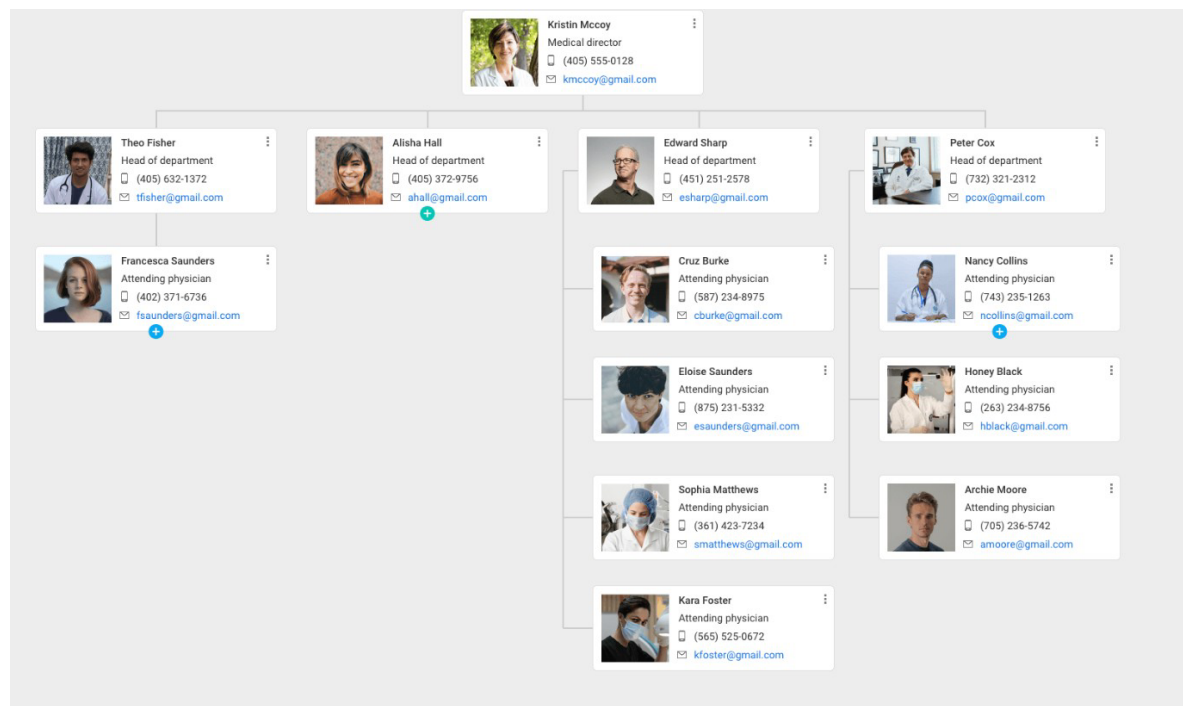 Kristin Mccoy
Medical director
(405) 555-0128
kmccoy@gmail.com
Theo Fisher
Head of department
(405) 632-1372
tfisher@gmail.com
Alisha Hall
Head of department
(405) 372-9756
ahall@gmail.com
Edward Sharp
Head of department
(451) 251-2578
esharp@gmail.com
Peter Cox
Head of department
(732) 321-2312
pcox@gmail.com
Francesca Saunders
Attending physician
(402) 371-6736
fsaunders@gmail.com
Cruz Burke
Attending physician
(587) 234-8975
cburke@gmail.com
Nancy Collins
Attending physician
(743) 235-1263
ncollins@gmail.com
Eloise Saunders
Attending physician
(875) 231-5332
esaunders@gmail.com
Honey Black
Attending physician
(263) 234-8756
hblack@gmail.com
Sophia Matthews
Attending physician
(361) 423-7234
smatthews@gmail.com
Archie Moore
Attending physician
(705) 236-5742
amoore@gmail.com
Kara Foster
Attending physician
(565) 525-0672
kfoster@gmail.com